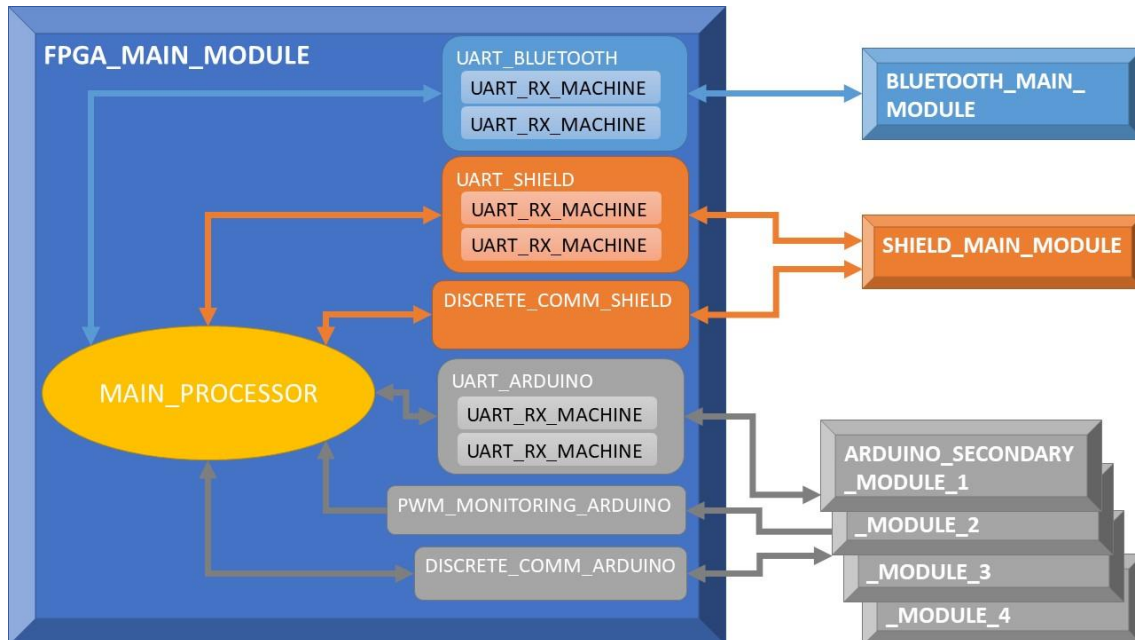 FPGA_MAIN_MODULE
UART_BLUETOOTH
UART_RX_MACHINE
UART_RX_MACHINE
BLUETOOTH_MAIN_
MODULE
UART_SHIELD
UART_RX_MACHINE
UART_RX_MACHINE
SHIELD_MAIN_MODULE
DISCRETE_COMM_SHIELD
MAIN_PROCESSOR
UART_ARDUINO
UART_RX_MACHINE
UART_RX_MACHINE
PWM_MONITORING_ARDUINO
DISCRETE_COMM_ARDUINO
ARDUINO_SECONDARY
_MODULE_1
_MODULE_2
_MODULE_3
_MODULE_4